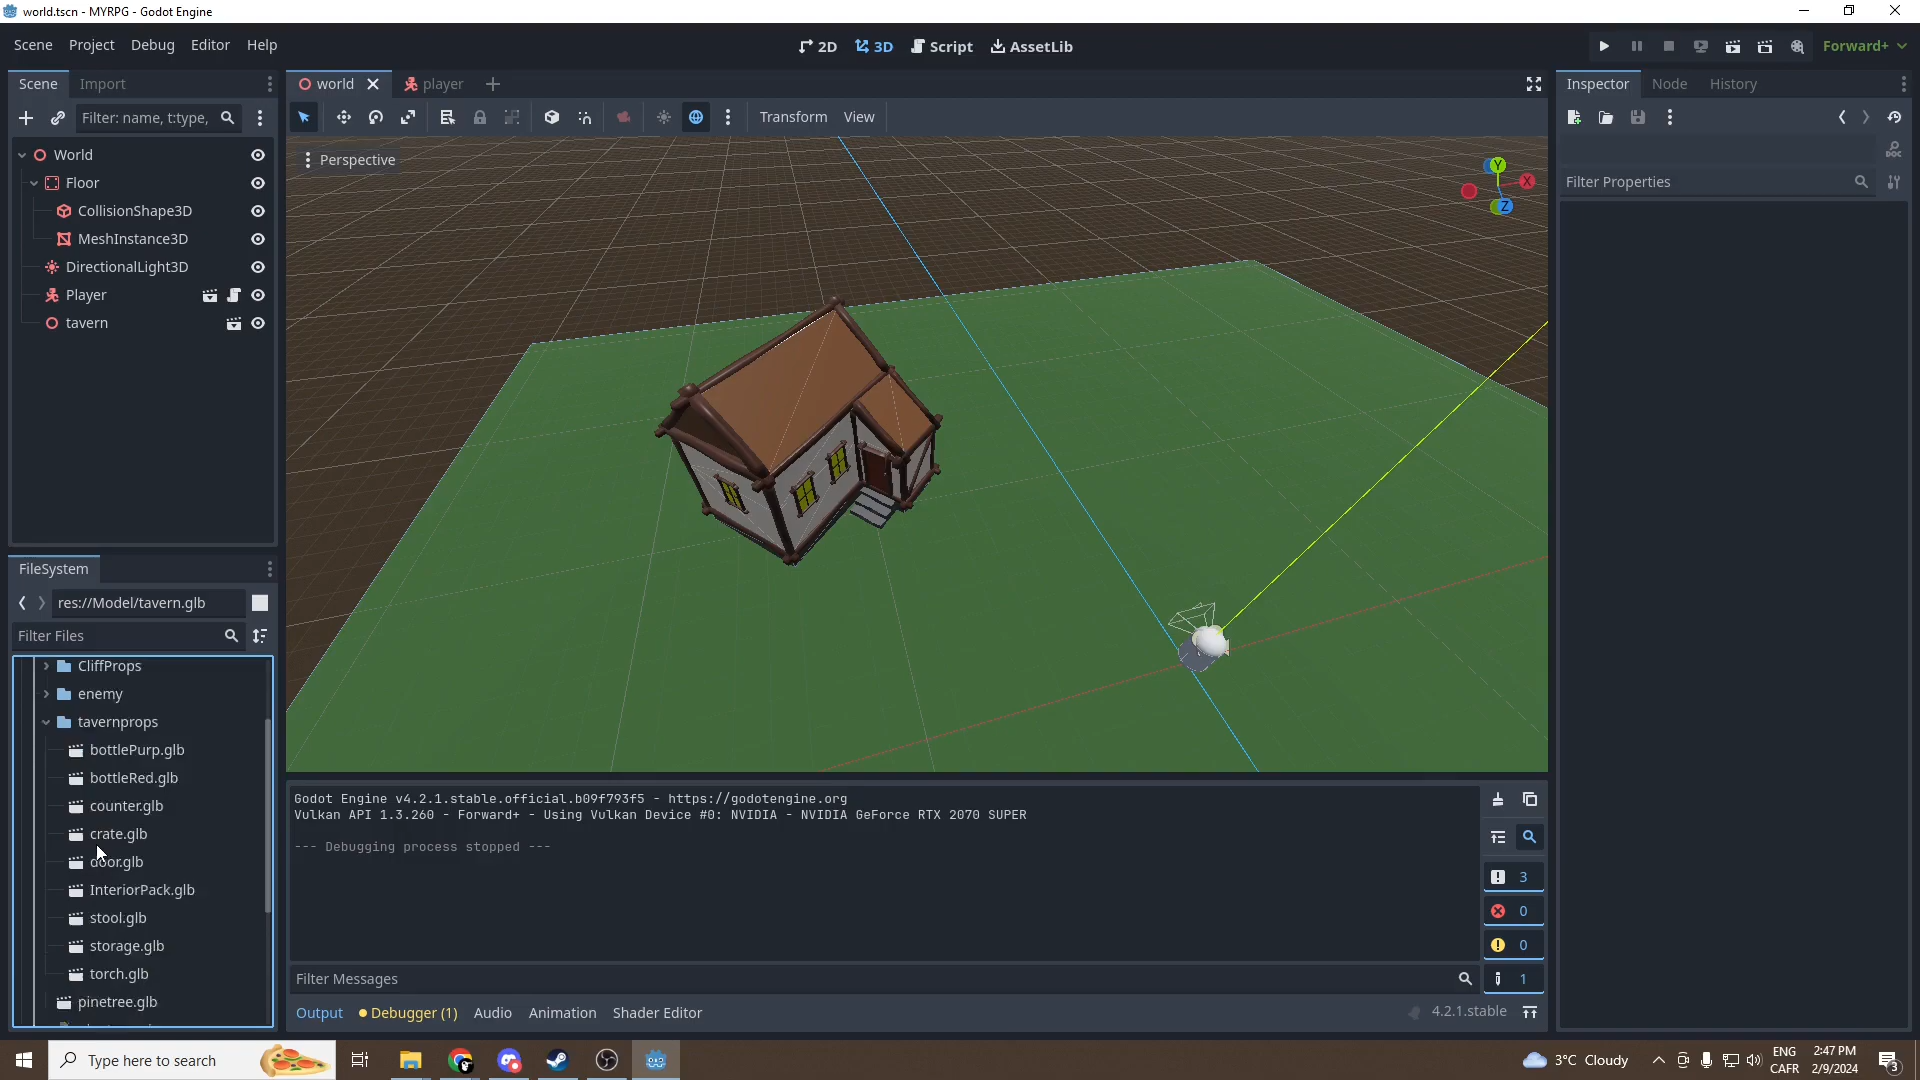 world.tscn - MYRPG - Godot Engine
Scene Project Debug Editor Help
2D 3D Script AssetLib
Forward+
Scene Import
world player
Inspector Node History
Filter: name, t:type,
Transform View
World
Floor
CollisionShape3D
MeshInstance3D
DirectionalLight3D
Player
tavern
Perspective
Y
X
Z
DOC
Filter Properties
FileSystem
res://Model/tavern.glb
Filter Files
CliffProps
enemy
tavernprops
bottlePurp.glb
bottleRed.glb
counter.glb
crate.glb
door.glb
InteriorPack.glb
stool.glb
storage.glb
torch.glb
pinetree.glb
Godot Engine v4.2.1.stable.official.b09f793f5 - https://godotengine.org
Vulkan API 1.3.260 - Forward+ - Using Vulkan Device #0: NVIDIA - NVIDIA GeForce RTX 2070 SUPER
--- Debugging process stopped ---
3
0
0
1
Filter Messages
Output Debugger (1) Audio Animation Shader Editor
4.2.1.stable
Type here to search
3°C Cloudy
ENG
CAFR
2:47 PM
2/9/2024
3